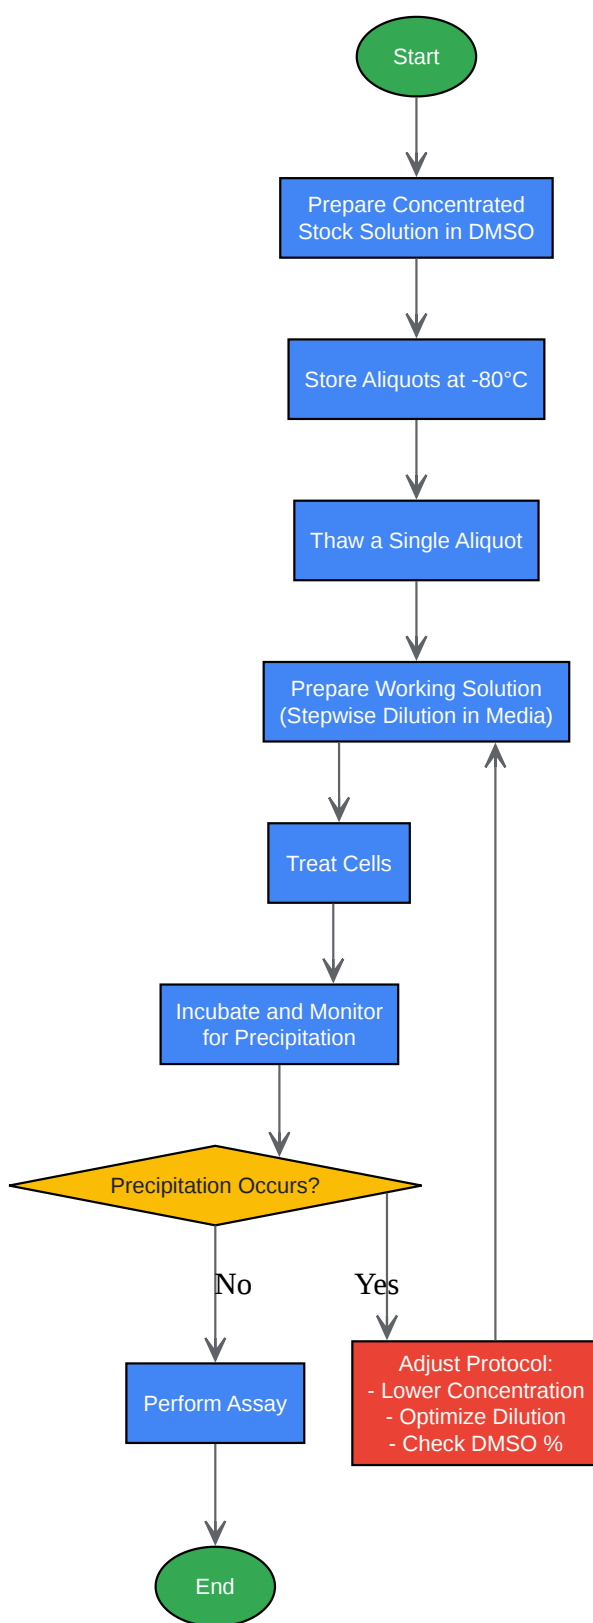 Start
Prepare Concentrated
Stock Solution in DMSO
Store Aliquots at -80°C
Thaw a Single Aliquot
Prepare Working Solution
(Stepwise Dilution in Media)
Treat Cells
Incubate and Monitor
for Precipitation
Precipitation Occurs?
No
Yes
Adjust Protocol:
- Lower Concentration
- Optimize Dilution
- Check DMSO %
Perform Assay
End